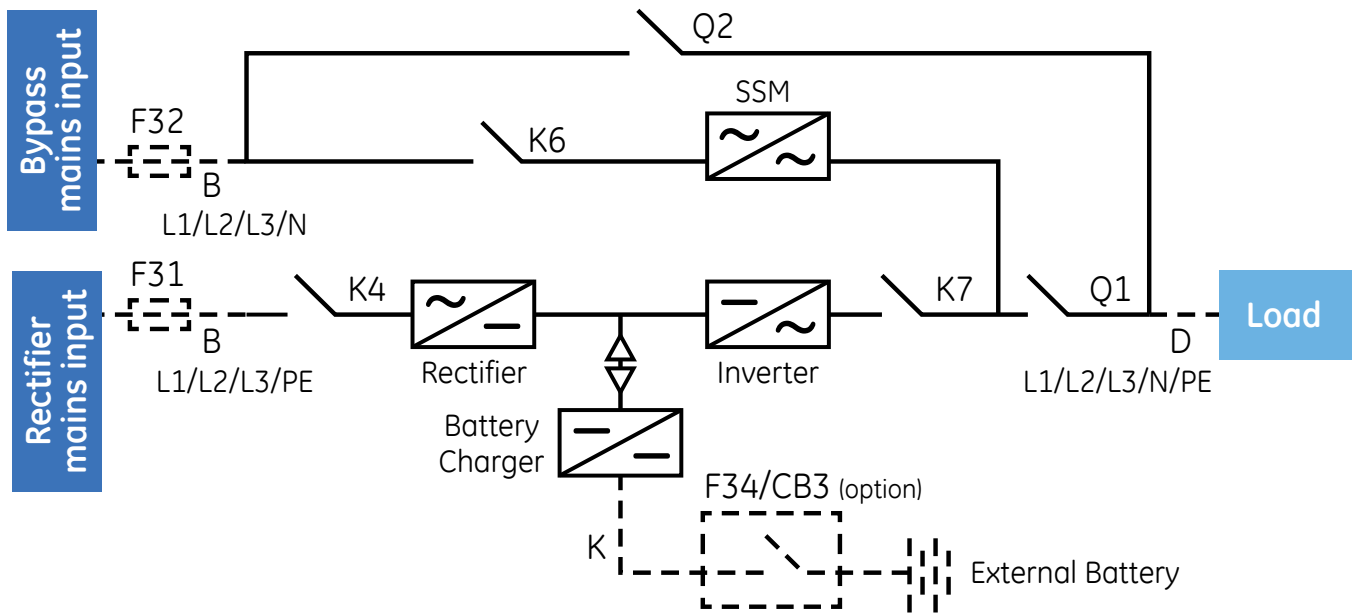 Bypass
mains input
F32
B
L1/L2/L3/N
Q2
K6
SSM
Rectifier
mains input
F31
B
L1/L2/L3/PE
K4
Rectifier
Inverter
K7
Q1
D
L1/L2/L3/N/PE
Load
Battery
Charger
K
F34/CB3 (option)
External Battery